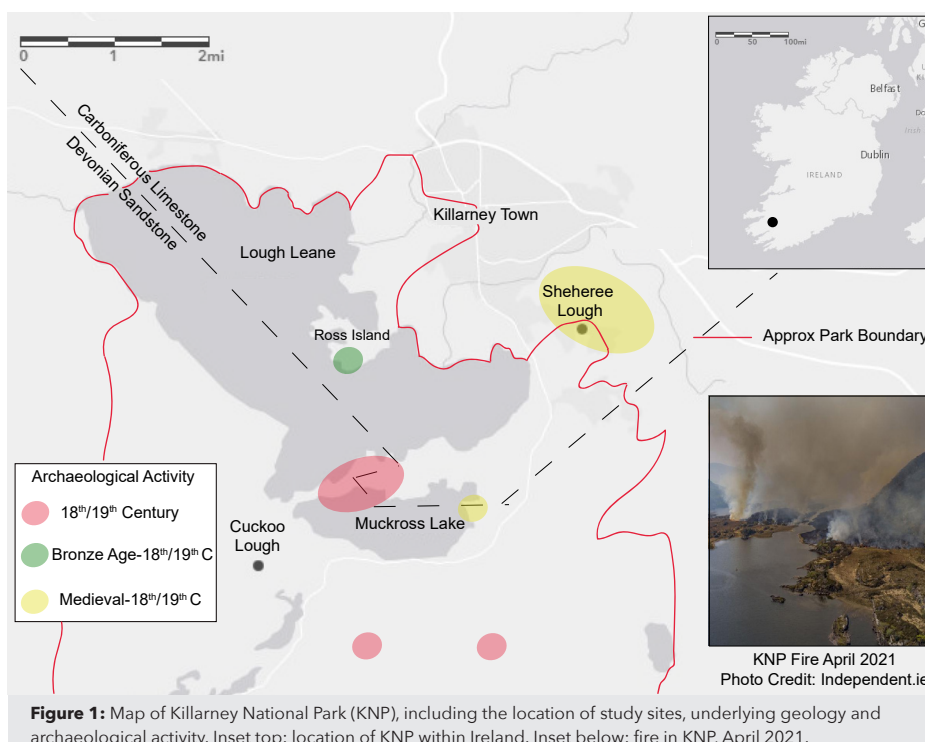 0 1 2mi
Carboniferous Limestone
Devonian Sandstone
Lough Leane
Killarney Town
Ross Island
Sheheree
Lough
Approx Park Boundary
Muckross Lake
Cuckoo
Lough
Archaeological Activity
18th/19th Century
Bronze Age-18th/19th C
Medieval-18th/19th C
0 50 100mi
Belfast
Dublin
IRELAND
KNP Fire April 2021
Photo Credit: Independent.ie
Figure 1: Map of Killarney National Park (KNP), including the location of study sites, underlying geology and
archaeological activity. Inset top: location of KNP within Ireland. Inset below: fire in KNP, April 2021.